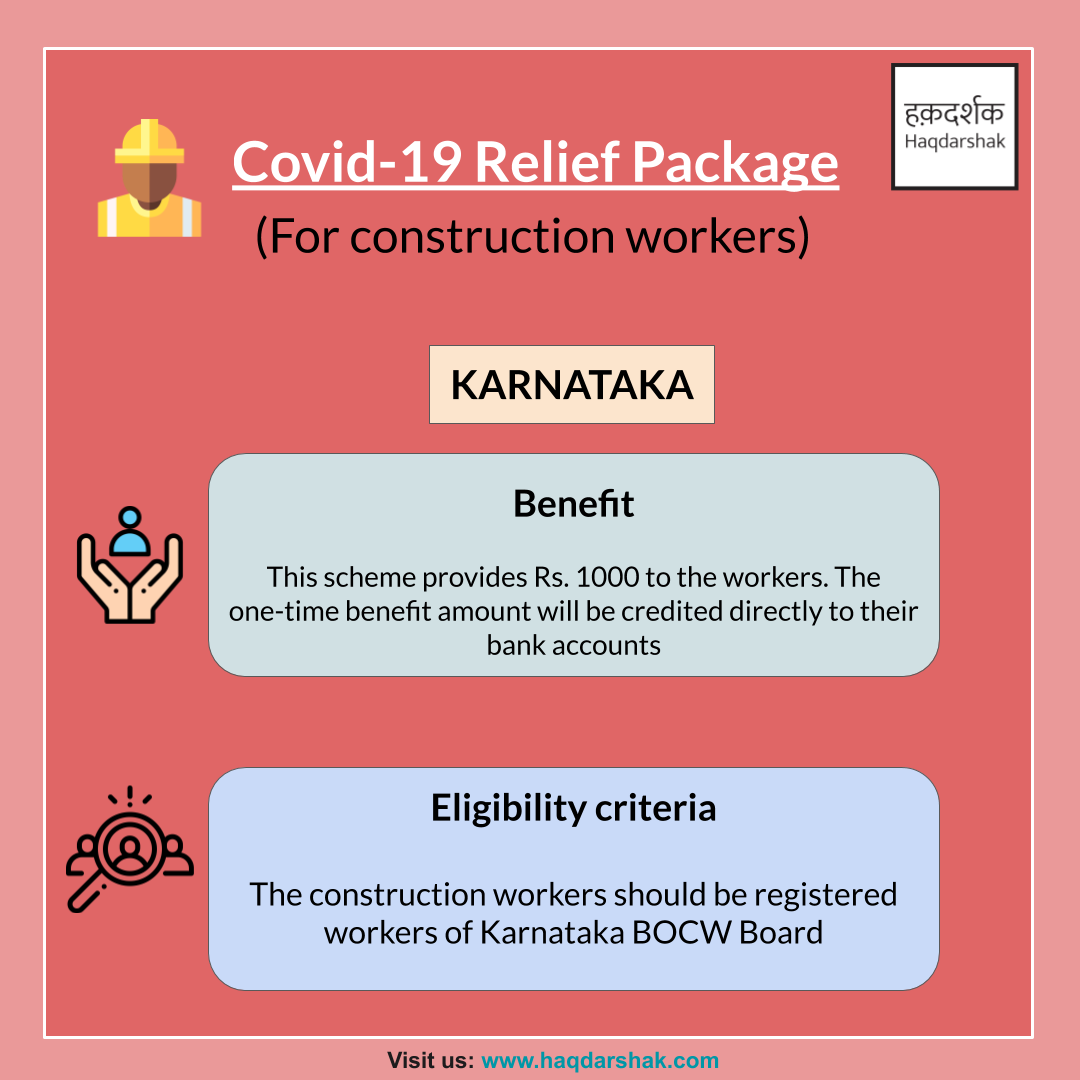 हक़दर्शक
Haqdarshak
Covid-19 Relief Package
(For construction workers)
KARNATAKA
Benefit
This scheme provides Rs. 1000 to the workers. The
one-time benefit amount will be credited directly to their
bank accounts
Eligibility criteria
The construction workers should be registered
workers of Karnataka BOCW Board
Visit us: www.haqdarshak.com